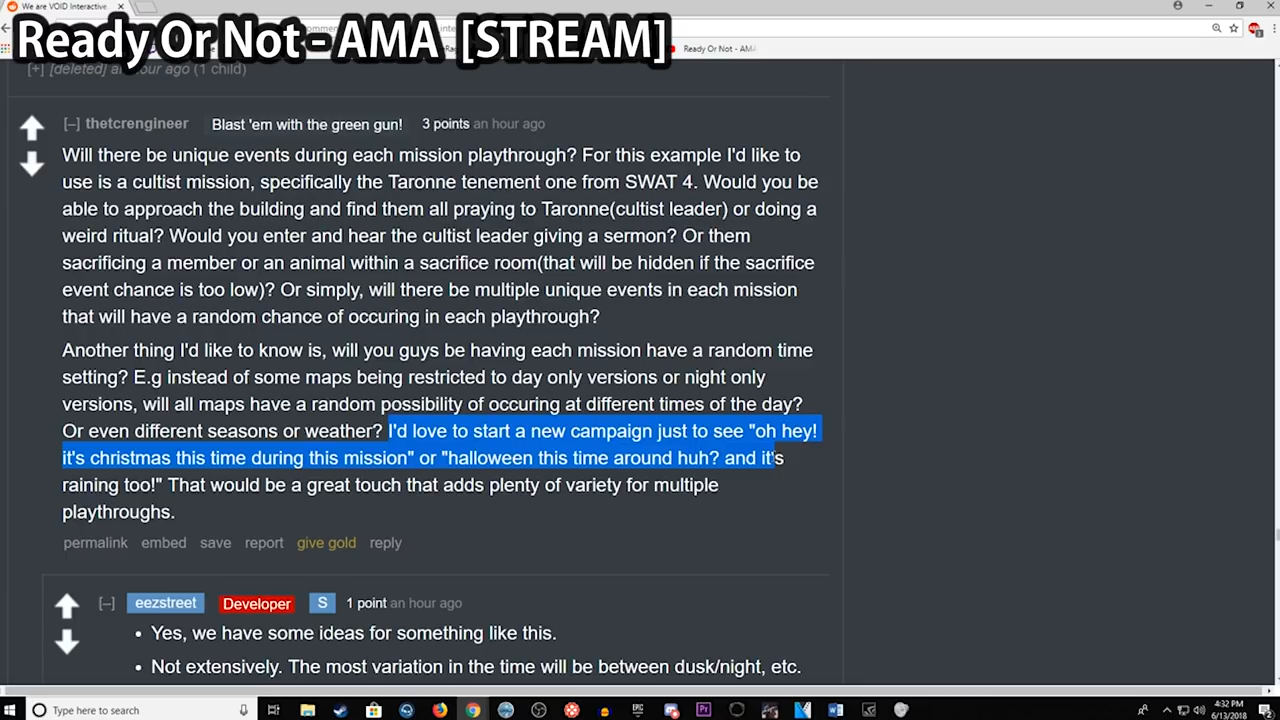 We are VOID Interactive,
Ready Or Not - AMA [STREAM]
Ready Or Not - AMA
[+] [deleted] an hour ago (1 child)
[–] thetcrengineer Blast 'em with the green gun! 3 points an hour ago
Will there be unique events during each mission playthrough? For this example I'd like to
use is a cultist mission, specifically the Taronne tenement one from SWAT 4. Would you be
able to approach the building and find them all praying to Taronne(cultist leader) or doing a
weird ritual? Would you enter and hear the cultist leader giving a sermon? Or them
sacrificing a member or an animal within a sacrifice room(that will be hidden if the sacrifice
event chance is too low)? Or simply, will there be multiple unique events in each mission
that will have a random chance of occuring in each playthrough?
Another thing I'd like to know is, will you guys be having each mission have a random time
setting? E.g instead of some maps being restricted to day only versions or night only
versions, will all maps have a random possibility of occuring at different times of the day?
Or even different seasons or weather? I'd love to start a new campaign just to see "oh hey!
it's christmas this time during this mission" or "halloween this time around huh? and it's
raining too!" That would be a great touch that adds plenty of variety for multiple
playthroughs.
permalink embed save report give gold reply
[–] eezstreet Developer S 1 point an hour ago
• Yes, we have some ideas for something like this.
• Not extensively. The most variation in the time will be between dusk/night, etc.
Type here to search
4:32 PM
6/13/2018